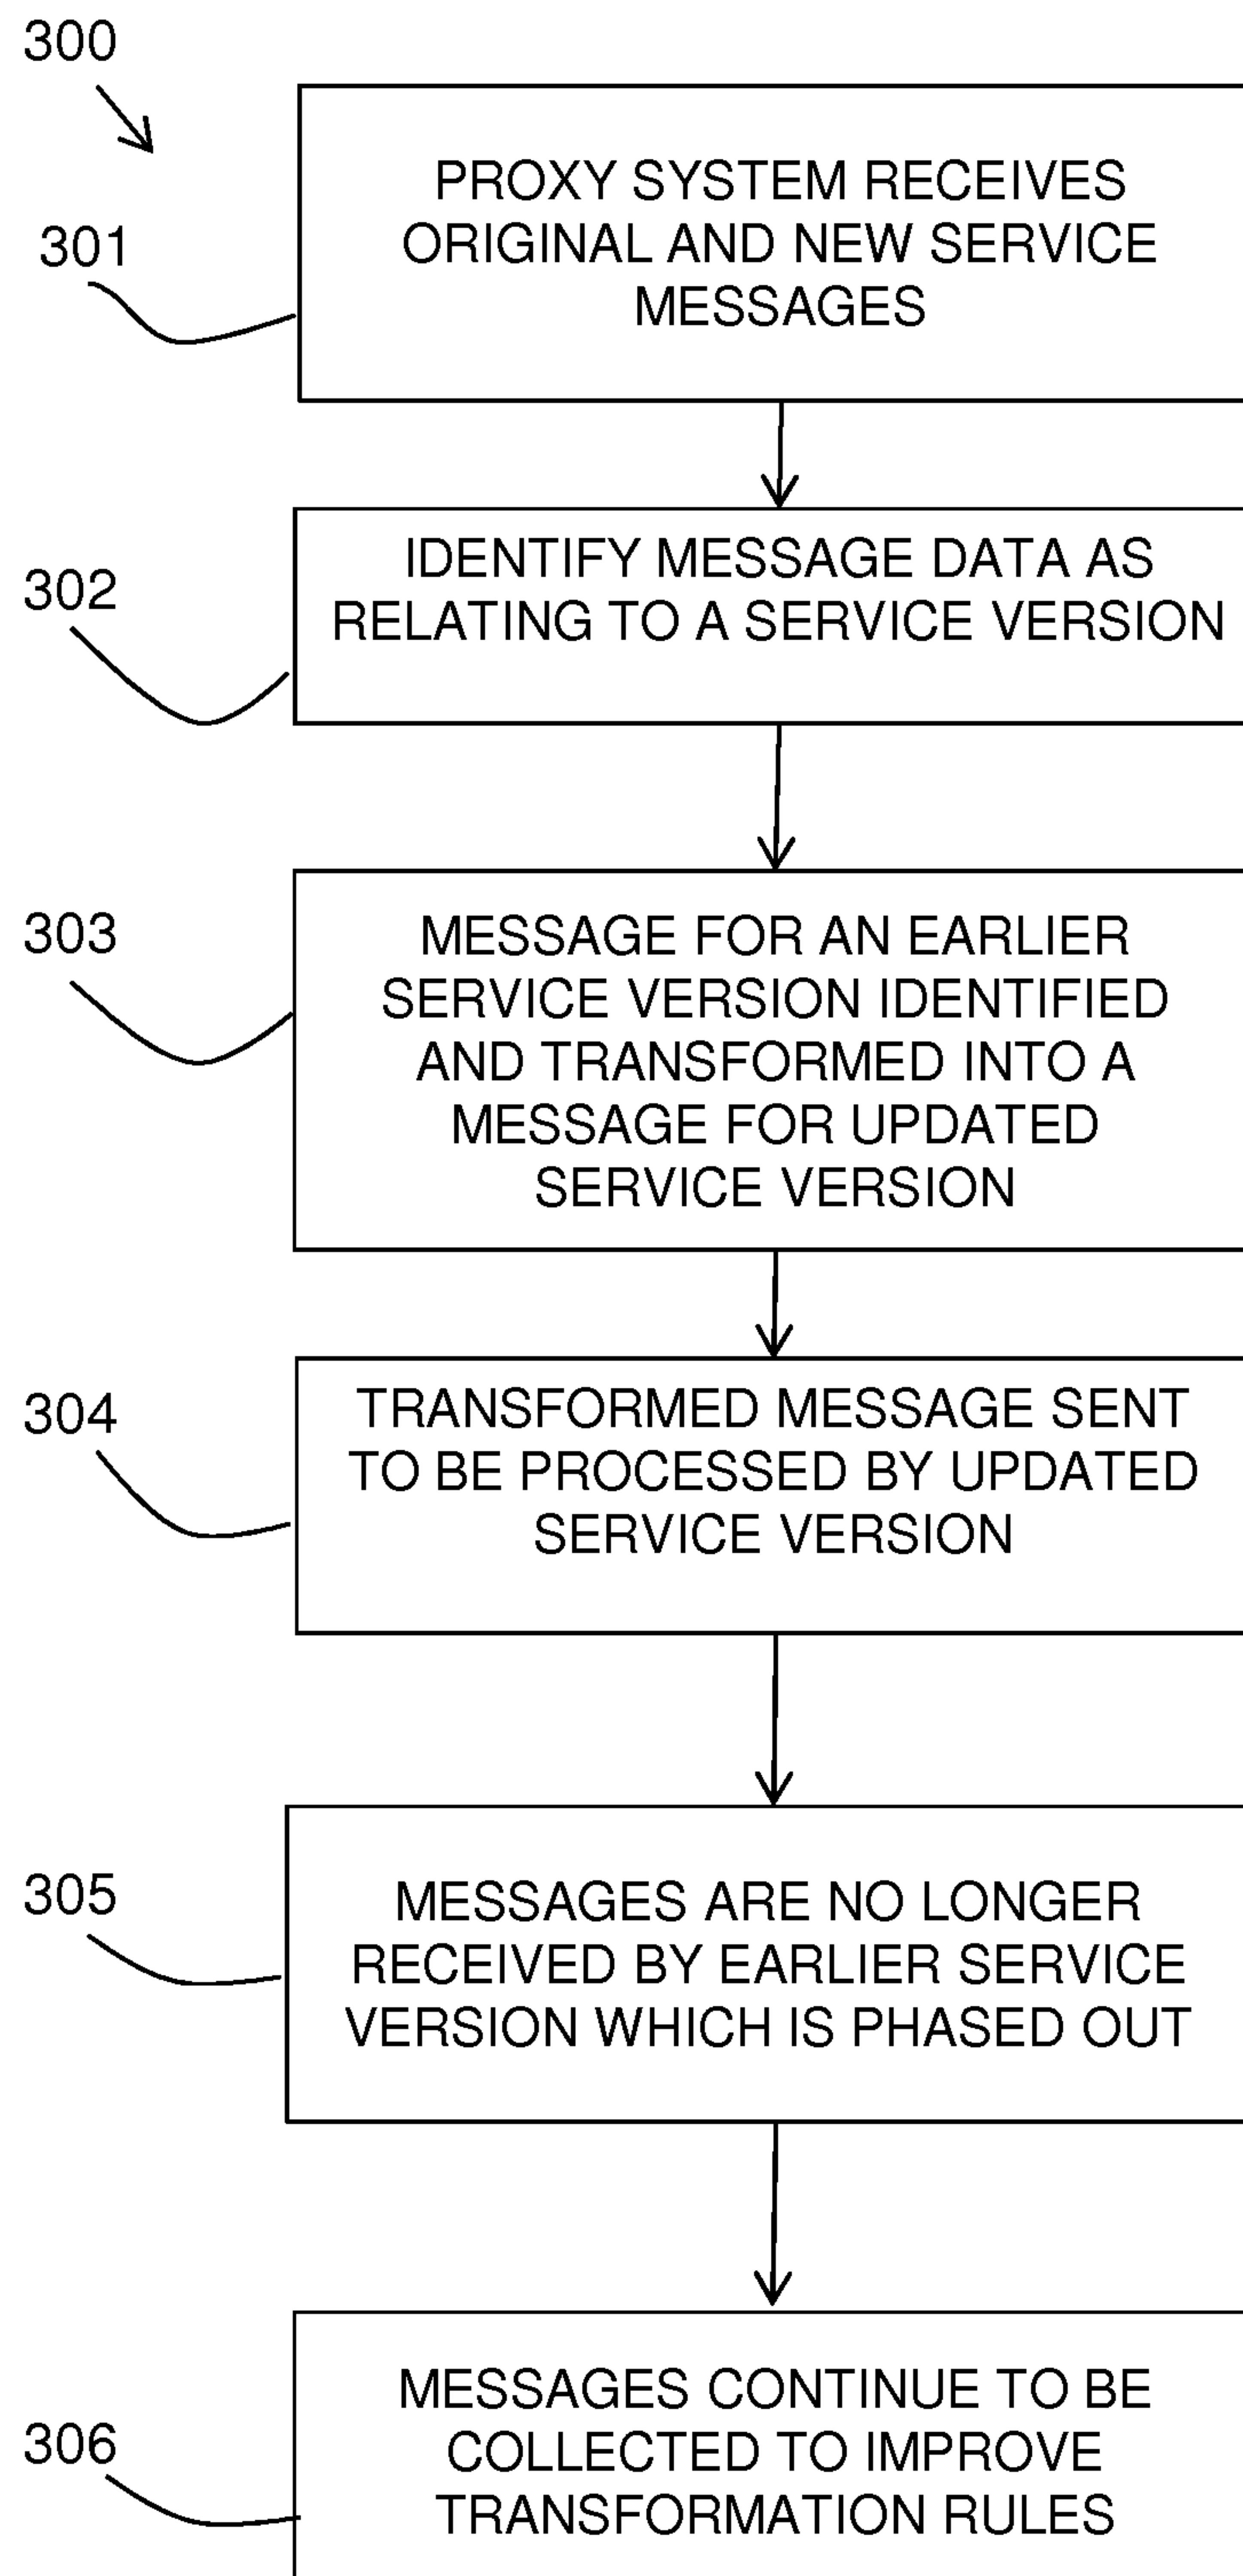 300
301
PROXY SYSTEM RECEIVES
ORIGINAL AND NEW SERVICE
MESSAGES
302
IDENTIFY MESSAGE DATA AS
RELATING TO A SERVICE VERSION
303
MESSAGE FOR AN EARLIER
SERVICE VERSION IDENTIFIED
AND TRANSFORMED INTO A
MESSAGE FOR UPDATED
SERVICE VERSION
304
TRANSFORMED MESSAGE SENT
TO BE PROCESSED BY UPDATED
SERVICE VERSION
305
MESSAGES ARE NO LONGER
RECEIVED BY EARLIER SERVICE
VERSION WHICH IS PHASED OUT
306
MESSAGES CONTINUE TO BE
COLLECTED TO IMPROVE
TRANSFORMATION RULES